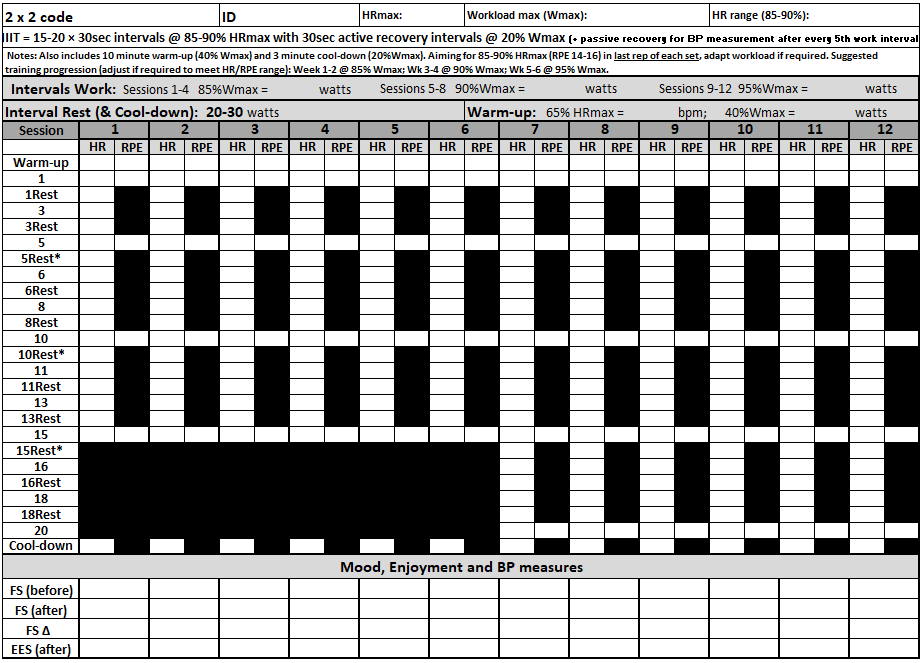 2 x 2 code ID HRmax: Workload max (Wmax): HR range (85-90%):
IIIT = 15-20 × 30sec intervals @ 85-90% HRmax with 30sec active recovery intervals @ 20% Wmax (+ passive recovery for BP measurement after every 5th work interval
Notes: Also includes 10 minute warm-up (40% Wmax) and 3 minute cool-down (20%Wmax). Aiming for 85-90% HRmax (RPE 14-16) in last rep of each set, adapt workload if required. Suggested
training progression (adjust if required to meet HR/RPE range): Week 1-2 @ 85% Wmax; Wk 3-4 @ 90% Wmax; Wk 5-6 @ 95% Wmax.
Intervals Work: Sessions 1-4 85%Wmax = watts Sessions 5-8 90%Wmax = watts Sessions 9-12 95%Wmax = watts
Interval Rest (& Cool-down): 20-30 watts Warm-up: 65% HRmax = bpm; 40%Wmax = watts
Session 1 2 3 4 5 6 7 8 9 10 11 12
HR RPE HR RPE HR RPE HR RPE HR RPE HR RPE HR RPE HR RPE HR RPE HR RPE HR RPE HR RPE
Warm-up
1
1Rest
3
3Rest
5
5Rest*
6
6Rest
8
8Rest
10
10Rest*
11
11Rest
13
13Rest
15
15Rest*
16
16Rest
18
18Rest
20
Cool-down
Mood, Enjoyment and BP measures
FS (before)
FS (after)
FS Δ
EES (after)